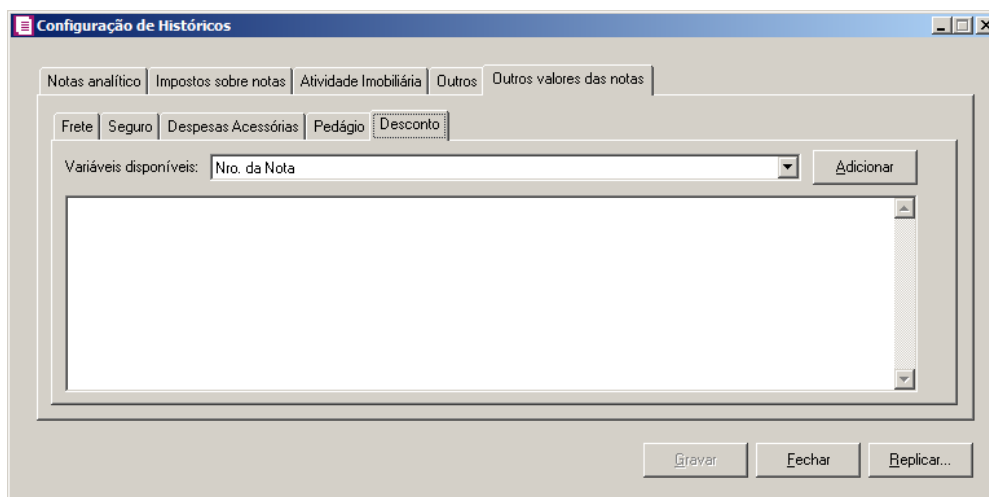 Configuração de Históricos
Notas analítico Impostos sobre notas Atividade Imobiliária Outros Outros valores das notas
Frete Seguro Despesas Acessórias Pedágio Desconto
Variáveis disponíveis: Nro. da Nota Adicionar
Gravar Fechar Replicar...